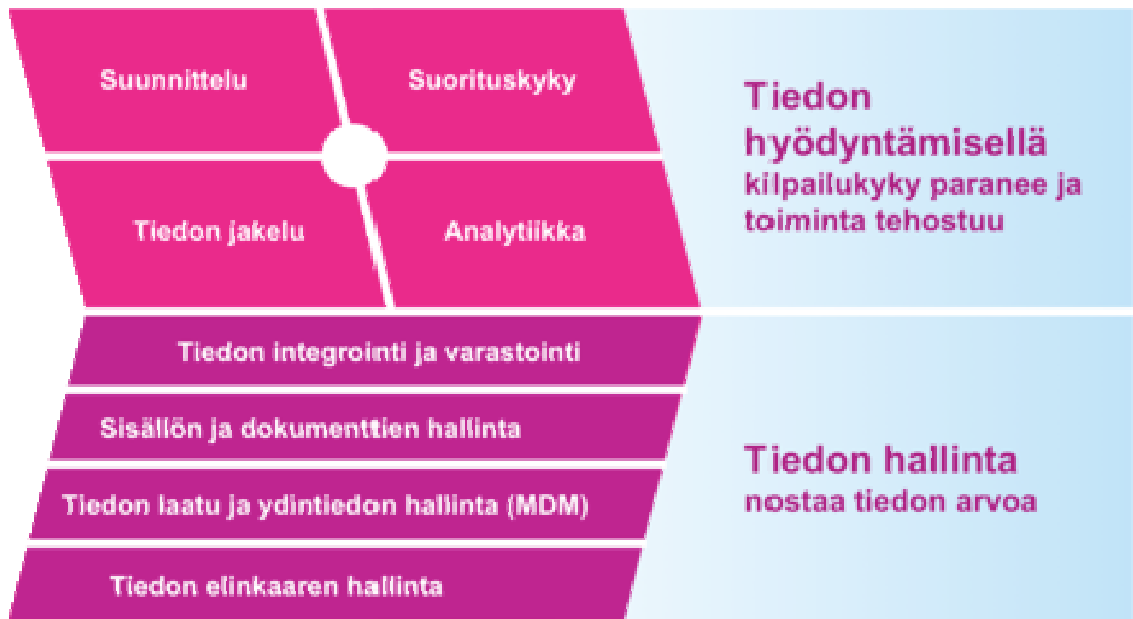 Suunnittelu
Suorituskyky
Tiedon jakelu
Analytiikka
Tiedon
hyödyntämisellä
kilpailukyky paranee ja
toiminta tehostuu
Tiedon integrointi ja varastointi
Sisällön ja dokumenttien hallinta
Tiedon laatu ja ydintiedon hallinta (MDM)
Tiedon elinkaaren hallinta
Tiedon hallinta
nostaa tiedon arvoa